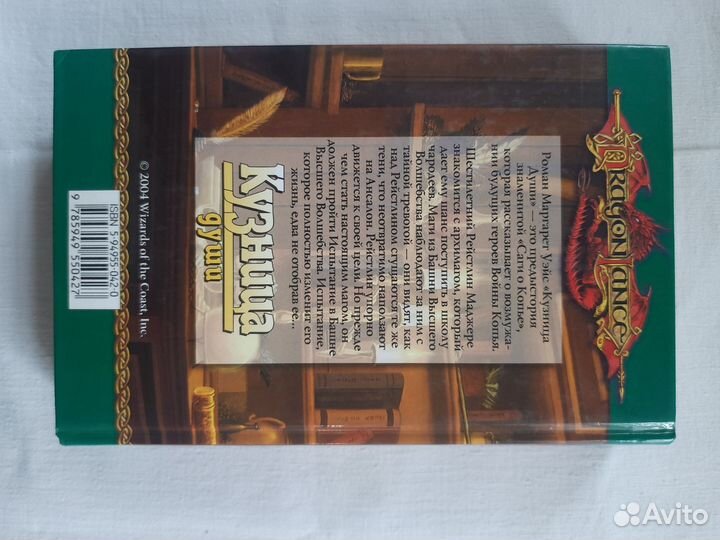 DRAGONLANCE
Роман Маргарет Уэйс «Кузница
Души» — это предыстория
знаменитой «Саги о Копье»,
которая рассказывает о возмужа-
нии будущих героев Войны Копья.
Шестилетний Рейстлин Маджере
знакомится с архимагом, который
дает ему шанс поступить в школу
чародеев. Маги из Башни Высшего
Волшебства наблюдают за ним с
тайной тревогой — они видят, как
над Рейстлином сгущаются те же
тени, что неотвратимо наползают
на Ансалон. Рейстлин упорно
движется к своей цели. Но прежде
чем стать настоящим магом, он
должен пройти Испытание в Башне
Высшего Волшебства. Испытание,
которое полностью изменит его
жизнь, едва не отобрав ее...
Кузница
души
© 2004 Wizards of the Coast, Inc.
ISBN 5-94955-042-0
9 785949 550427
Avito